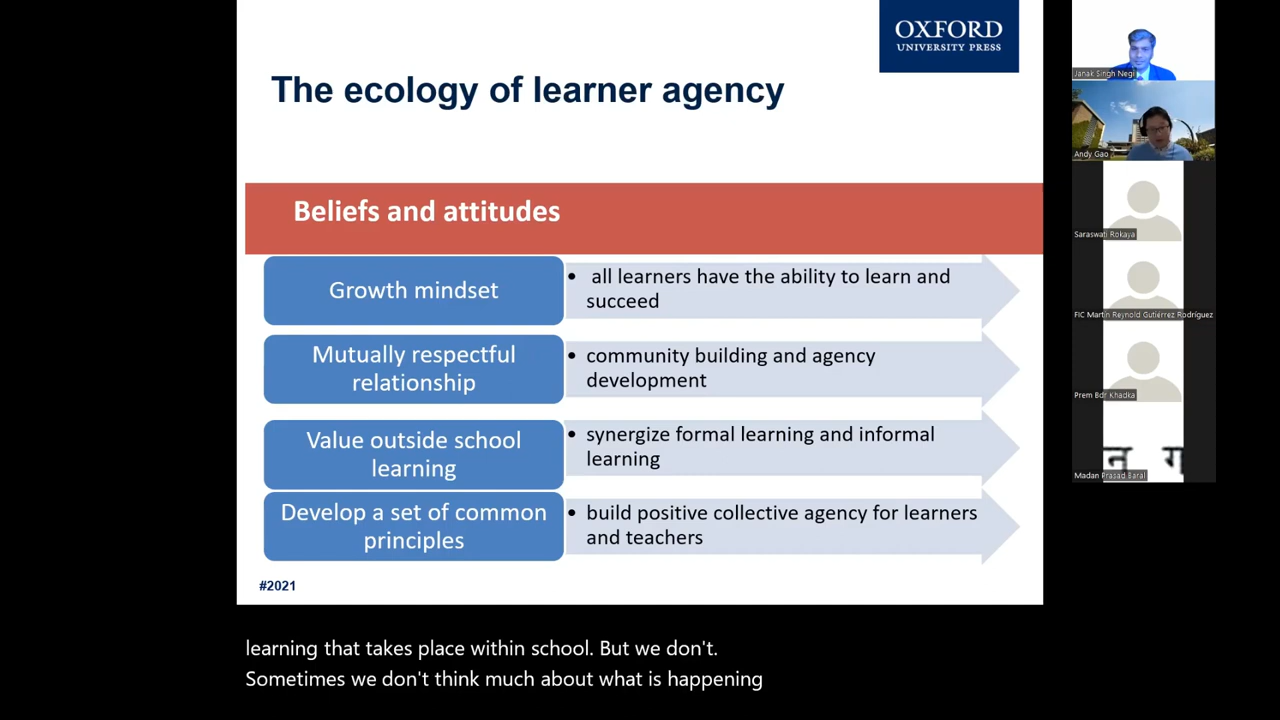 OXFORD
UNIVERSITY PRESS
The ecology of learner agency
Beliefs and attitudes
Growth mindset
• all learners have the ability to learn and
succeed
Mutually respectful
relationship
• community building and agency
development
Value outside school
learning
• synergize formal learning and informal
learning
Develop a set of common
principles
• build positive collective agency for learners
and teachers
#2021
learning that takes place within school. But we don't.
Sometimes we don't think much about what is happening
Janak Singh Negi
Andy Gao
Saraswati Rokaya
FIC Martin Reynold Gutiérrez Rodríguez
Prem Bdr Khadka
त ग
Madan Prasad Baral